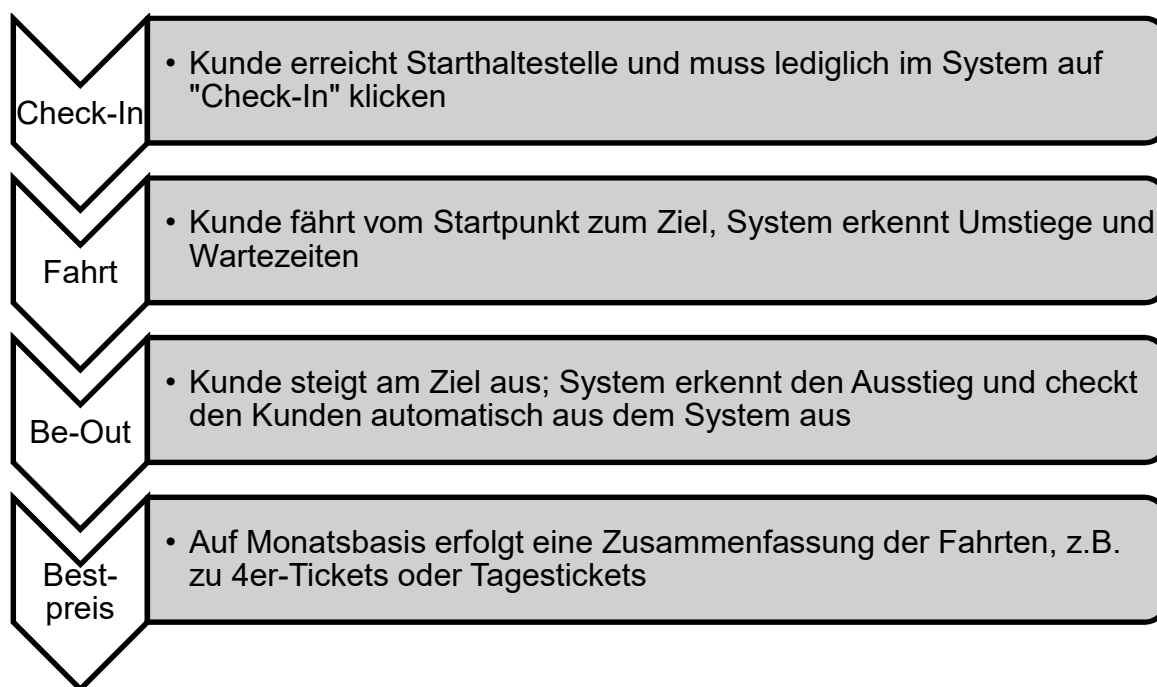 Check-In
• Kunde erreicht Starthaltestelle und muss lediglich im System auf
"Check-In" klicken
Fahrt
• Kunde fährt vom Startpunkt zum Ziel, System erkennt Umstiege und
Wartezeiten
Be-Out
• Kunde steigt am Ziel aus; System erkennt den Ausstieg und checkt
den Kunden automatisch aus dem System aus
Best-
preis
• Auf Monatsbasis erfolgt eine Zusammenfassung der Fahrten, z.B.
zu 4er-Tickets oder Tagestickets